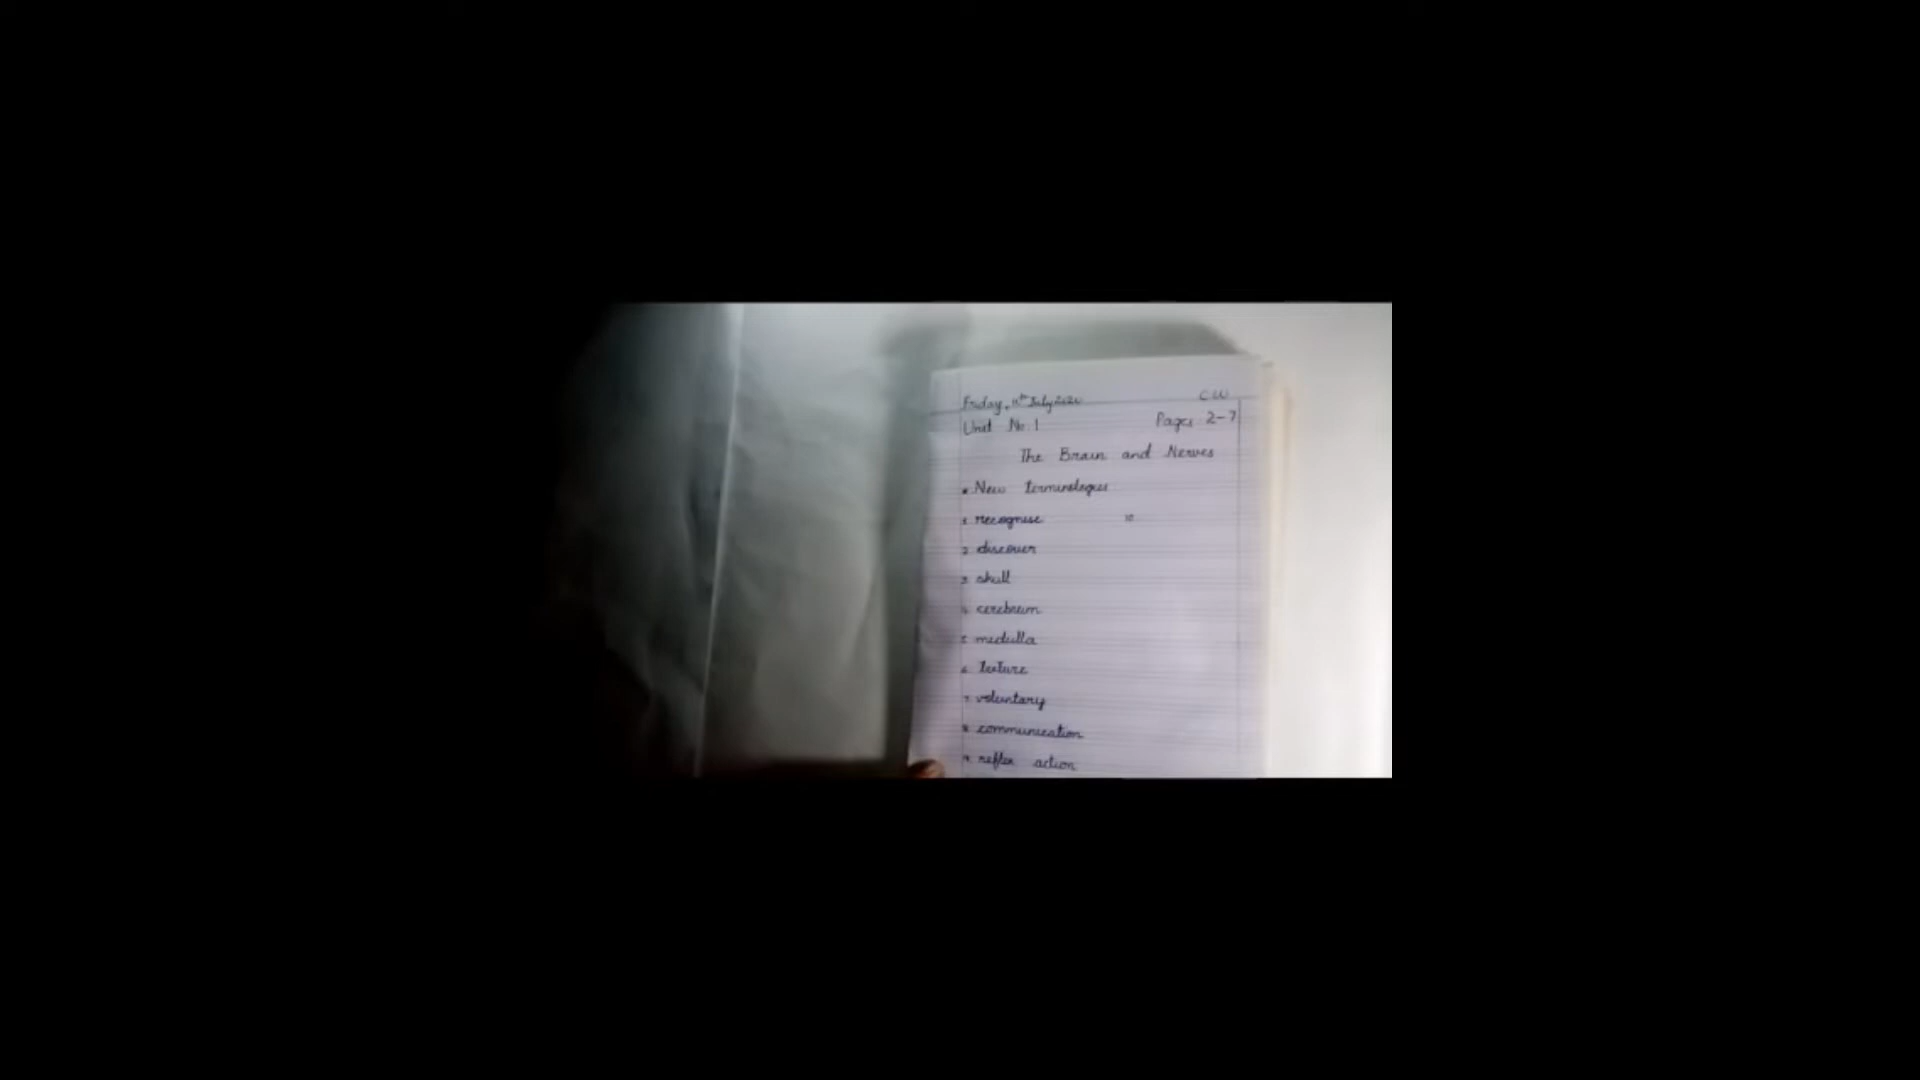 Friday, July 2020 CW
Unit No 1 Pages 2-7
The Brain and Nerves
• New terminologies
1 recognise 10
2 discover
3 skull
4 cerebrum
5 medulla
6 texture
7 voluntary
8 communication
9 reflex action